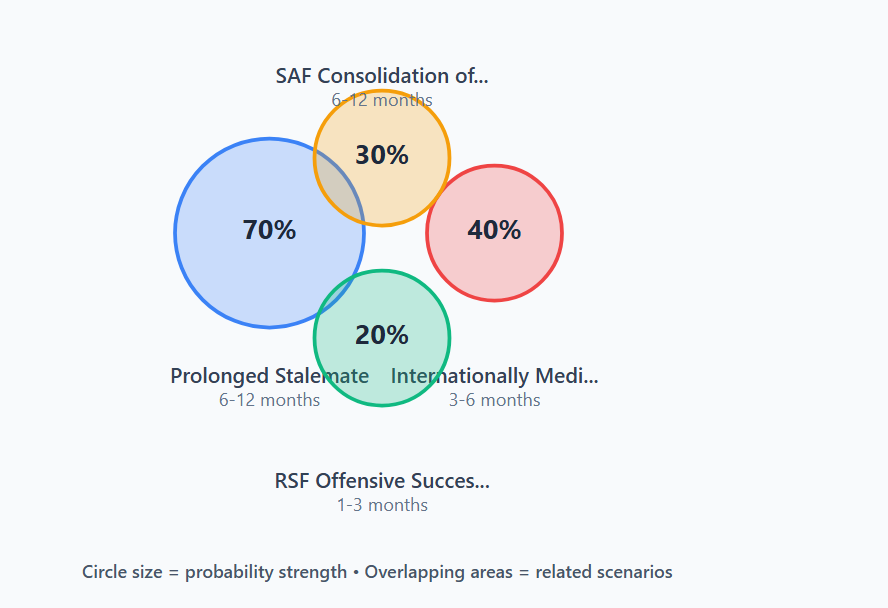 SAF Consolidation of...
6-12 months
30%
70%
40%
20%
Prolonged Stalemate
6-12 months
Internationally Medi...
3-6 months
RSF Offensive Succes...
1-3 months
Circle size = probability strength • Overlapping areas = related scenarios